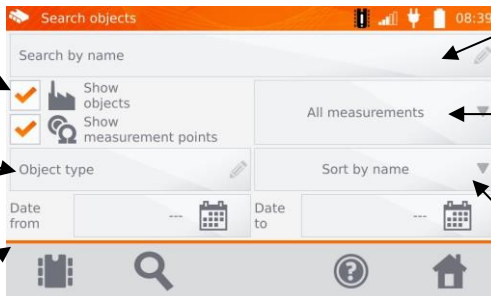 Search objects 08:39
Search by name
Show
objects
Show
measurement points
All measurements
Object type
Sort by name
Date
from
---
Date
to
---